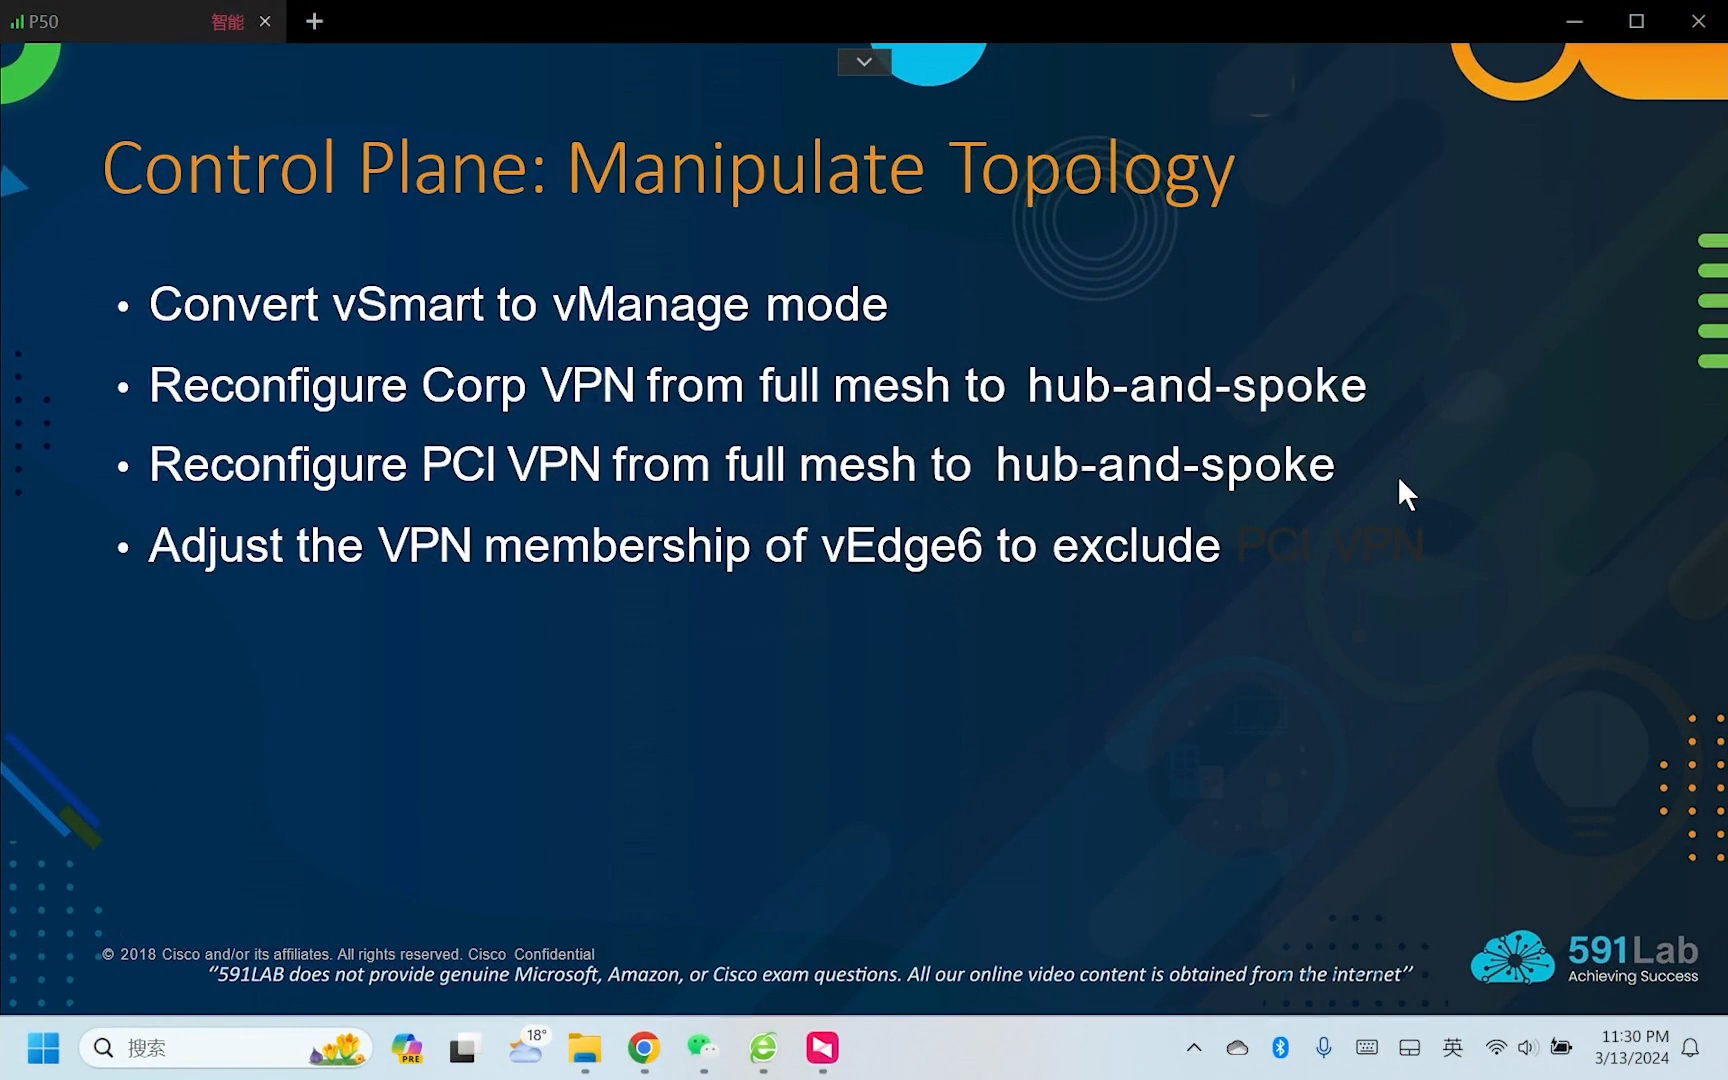 P50 智能
Control Plane: Manipulate Topology
• Convert vSmart to vManage mode
• Reconfigure Corp VPN from full mesh to hub-and-spoke
• Reconfigure PCI VPN from full mesh to hub-and-spoke
• Adjust the VPN membership of vEdge6 to exclude PCI VPN
© 2018 Cisco and/or its affiliates. All rights reserved. Cisco Confidential
“591LAB does not provide genuine Microsoft, Amazon, or Cisco exam questions. All our online video content is obtained from the internet”
591Lab
Achieving Success
搜索
PRE
18°
英
11:30 PM
3/13/2024